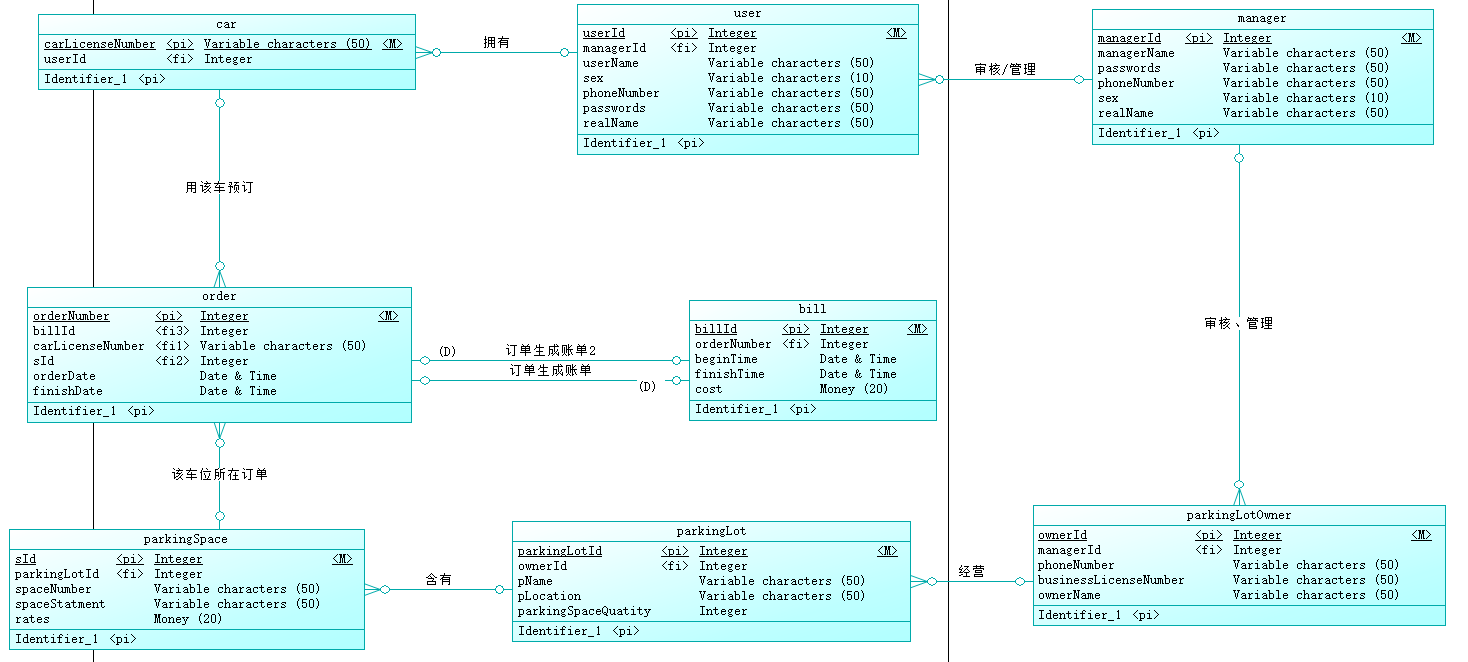 car
carLicenseNumber <pi> Variable characters (50) <M>
userId <fi> Integer
Identifier_1 <pi>
拥有
user
userId <pi> Integer <M>
managerId <fi> Integer
userName Variable characters (50)
sex Variable characters (10)
phoneNumber Variable characters (50)
passwords Variable characters (50)
realName Variable characters (50)
Identifier_1 <pi>
审核/管理
manager
managerId <pi> Integer <M>
managerName Variable characters (50)
passwords Variable characters (50)
phoneNumber Variable characters (50)
sex Variable characters (10)
realName Variable characters (50)
Identifier_1 <pi>
用该车预订
order
orderNumber <pi> Integer <M>
billId <fi3> Integer
carLicenseNumber <fi1> Variable characters (50)
sId <fi2> Integer
orderDate Date & Time
finishDate Date & Time
Identifier_1 <pi>
(D) 订单生成账单2
订单生成账单
(D)
bill
billId <pi> Integer <M>
orderNumber <fi> Integer
beginTime Date & Time
finishTime Date & Time
cost Money (20)
Identifier_1 <pi>
审核、管理
该车位所在订单
parkingSpace
sId <pi> Integer <M>
parkingLotId <fi> Integer
spaceNumber Variable characters (50)
spaceStatment Variable characters (50)
rates Money (20)
Identifier_1 <pi>
含有
parkingLot
parkingLotId <pi> Integer <M>
ownerId <fi> Integer
pName Variable characters (50)
pLocation Variable characters (50)
parkingSpaceQuatity Integer
Identifier_1 <pi>
经营
parkingLotOwner
ownerId <pi> Integer <M>
managerId <fi> Integer
phoneNumber Variable characters (50)
businessLicenseNumber Variable characters (50)
ownerName Variable characters (50)
Identifier_1 <pi>